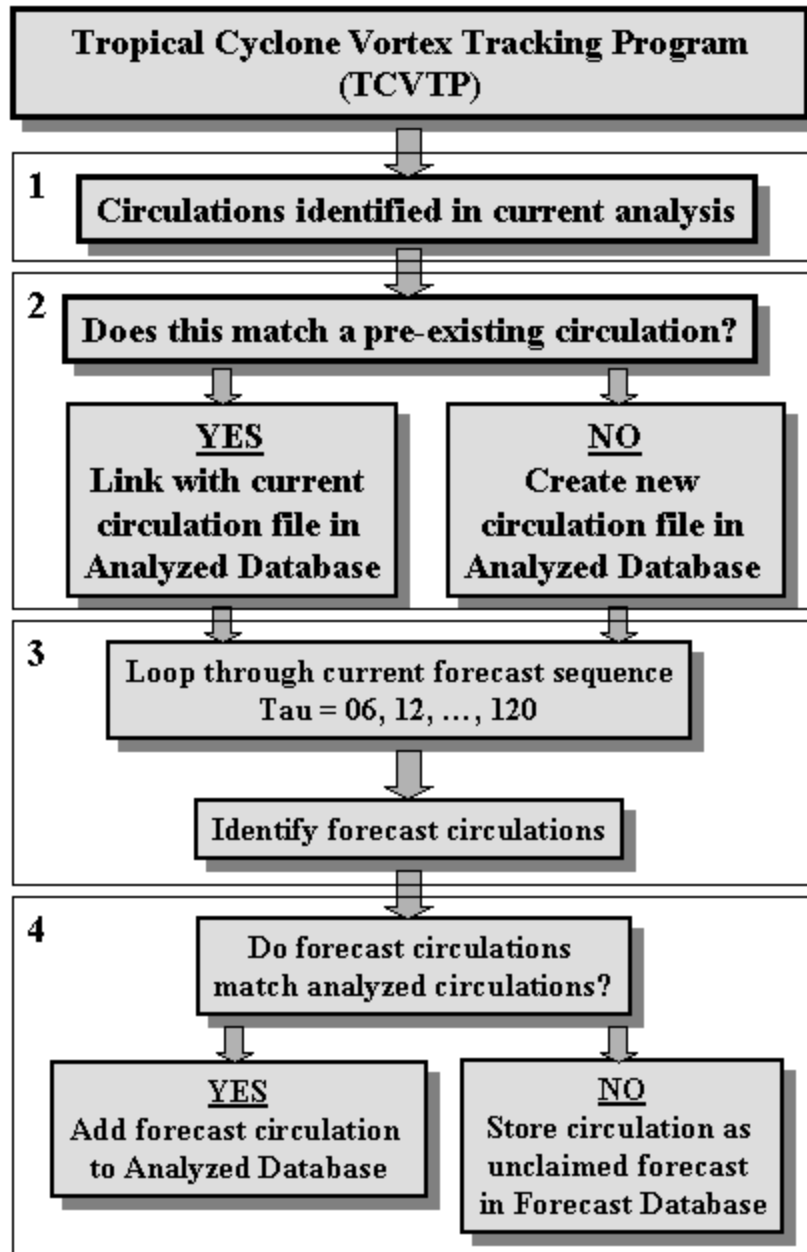 Tropical Cyclone Vortex Tracking Program
(TCVTP)
1
Circulations identified in current analysis
2
Does this match a pre-existing circulation?
YES
Link with current
circulation file in
Analyzed Database
NO
Create new
circulation file in
Analyzed Database
3
Loop through current forecast sequence
Tau = 06, 12, ..., 120
Identify forecast circulations
4
Do forecast circulations
match analyzed circulations?
YES
Add forecast circulation
to Analyzed Database
NO
Store circulation as
unclaimed forecast
in Forecast Database